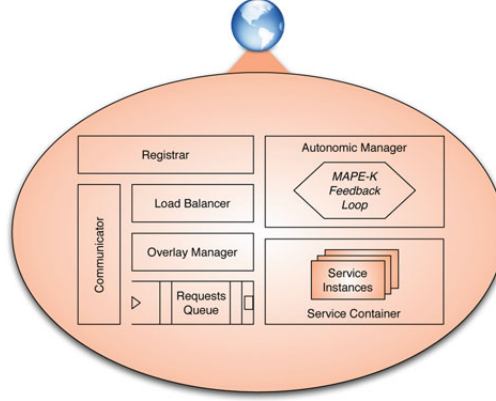 Registrar
Autonomic Manager
MAPE-K
Feedback
Loop
Communicator
Load Balancer
Overlay Manager
Requests
Queue
Service
Instances
Service Container